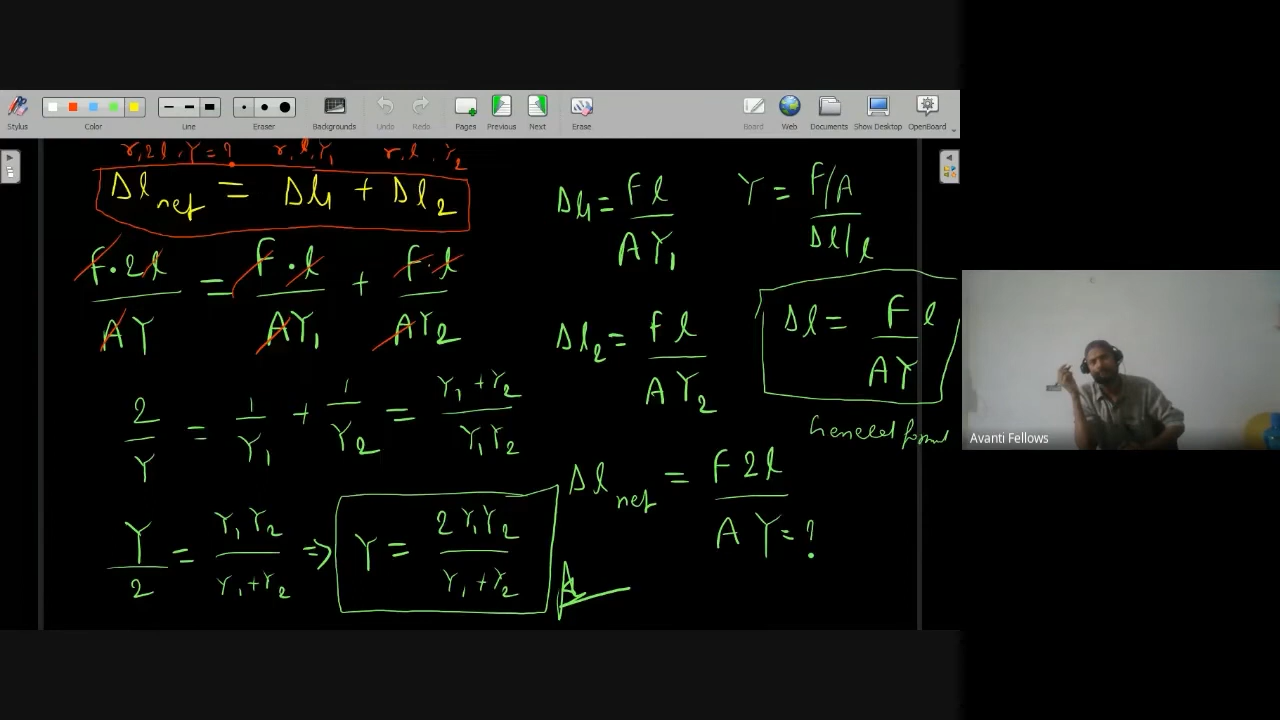 Stylus
Color
Line
Eraser
Backgrounds
Undo
Redo
Pages
Previous
Next
Erase
Board
Web
Documents
Show Desktop
OpenBoard
r, 2l, Y = ? r, l, Y₁ r, l, Y₂
Δl net = Δl₁ + Δl₂
F·2l / AY = F·l / AY₁ + F·l / AY₂
2/Y = 1/Y₁ + 1/Y₂ = Y₁+Y₂ / Y₁Y₂
Y/2 = Y₁Y₂ / Y₁+Y₂ => Y = 2Y₁Y₂ / Y₁+Y₂
Δl₁ = Fl / AY₁
Δl₂ = Fl / AY₂
Δl net = F2l / AY = ?
Y = F/A / Δl/l
Δl = Fl / AY
Avanti Fellows